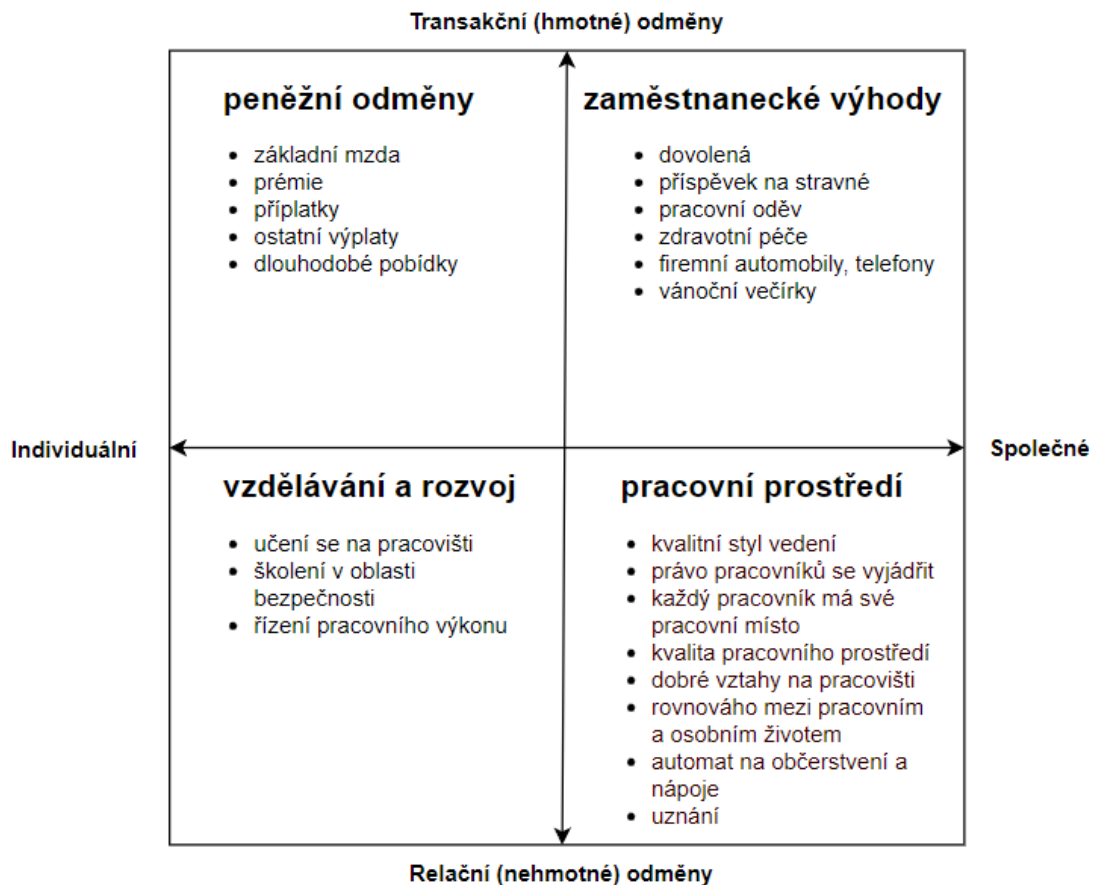 Transakční (hmotné) odměny
peněžní odměny
základní mzda
prémie
příplatky
ostatní výplaty
dlouhodobé pobídky
zaměstnanecké výhody
dovolená
příspěvek na stravné
pracovní oděv
zdravotní péče
firemní automobily, telefony
vánoční večírky
Individuální
Společné
vzdělávání a rozvoj
učení se na pracovišti
školení v oblasti
bezpečnosti
řízení pracovního výkonu
pracovní prostředí
kvalitní styl vedení
právo pracovníků se vyjádřit
každý pracovník má své
pracovní místo
kvalita pracovního prostředí
dobré vztahy na pracovišti
rovnováho mezi pracovním
a osobním životem
automat na občerstvení a
nápoje
uznání
Relační (nehmotné) odměny